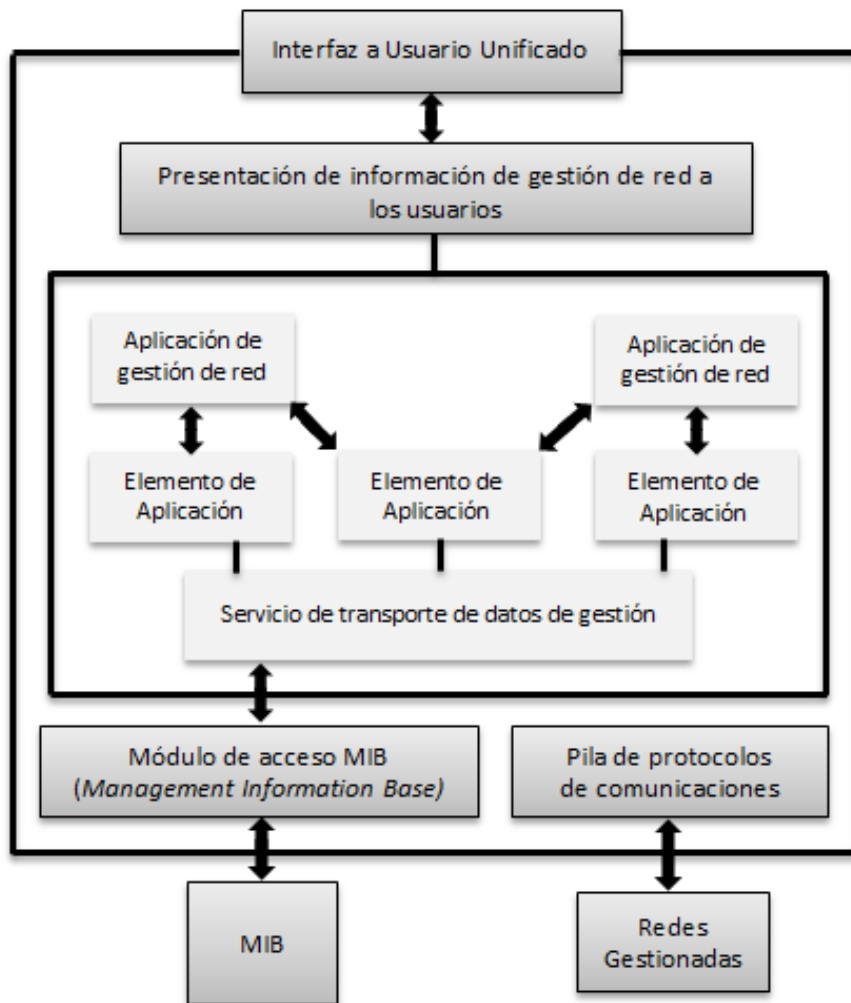 Interfaz a Usuario Unificado
Presentación de información de gestión de red a
los usuarios
Aplicación de
gestión de red
Aplicación de
gestión de red
Elemento de
Aplicación
Elemento de
Aplicación
Elemento de
Aplicación
Servicio de transporte de datos de gestión
Módulo de acceso MIB
(Management Information Base)
Pila de protocolos
de comunicaciones
MIB
Redes
Gestionadas